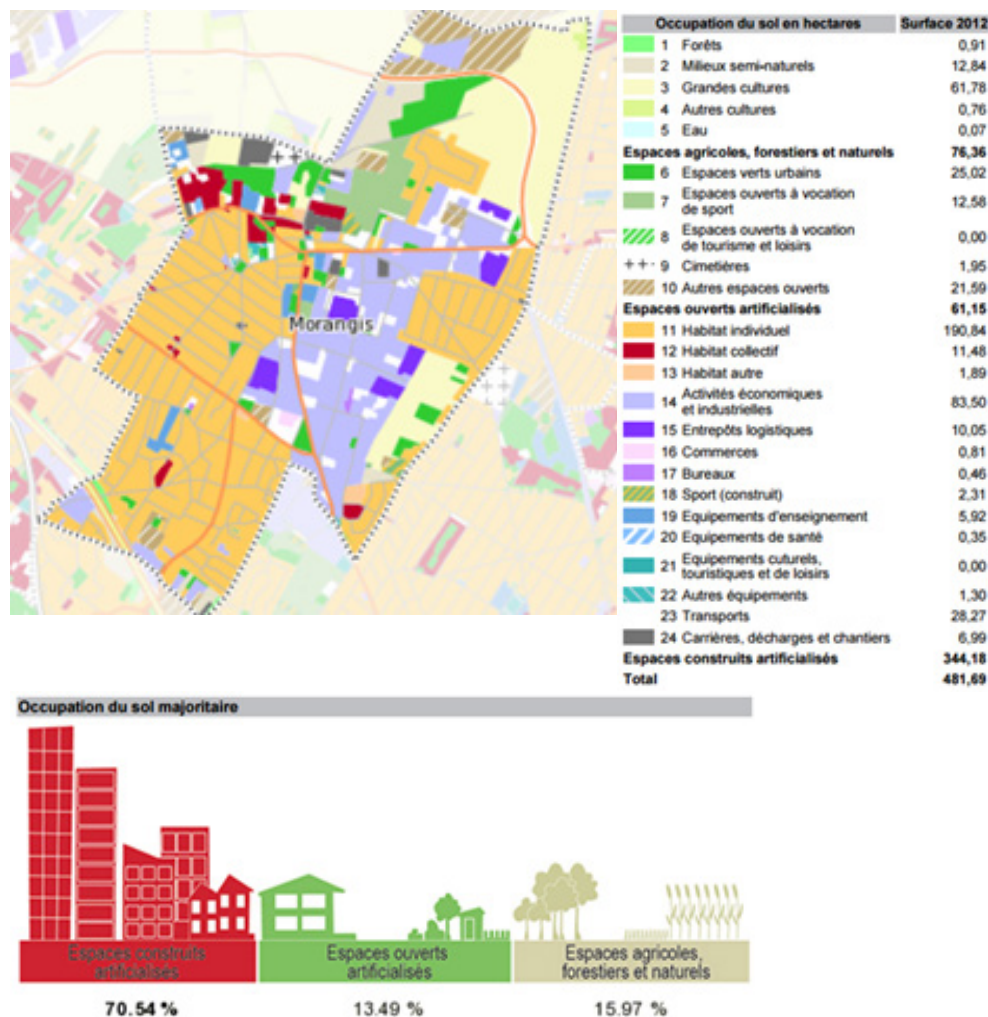 Morangis
Occupation du sol en hectares Surface 2012
1 Forêts 0,91
2 Milieux semi-naturels 12,84
3 Grandes cultures 61,78
4 Autres cultures 0,76
5 Eau 0,07
Espaces agricoles, forestiers et naturels 76,36
6 Espaces verts urbains 25,02
7 Espaces ouverts à vocation
de sport 12,58
8 Espaces ouverts à vocation
de tourisme et loisirs 0,00
9 Cimetières 1,95
10 Autres espaces ouverts 21,59
Espaces ouverts artificialisés 61,15
11 Habitat individuel 190,84
12 Habitat collectif 11,48
13 Habitat autre 1,89
14 Activités économiques
et industrielles 83,50
15 Entrepôts logistiques 10,05
16 Commerces 0,81
17 Bureaux 0,46
18 Sport (construit) 2,31
19 Equipements d'enseignement 5,92
20 Equipements de santé 0,35
21 Equipements cuturels,
touristiques et de loisirs 0,00
22 Autres équipements 1,30
23 Transports 28,27
24 Carrières, décharges et chantiers 6,99
Espaces construits artificialisés 344,18
Total 481,69
Occupation du sol majoritaire
Espaces construits
artificialisés
Espaces ouverts
artificialisés
Espaces agricoles,
forestiers et naturels
70.54 % 13.49 % 15.97 %